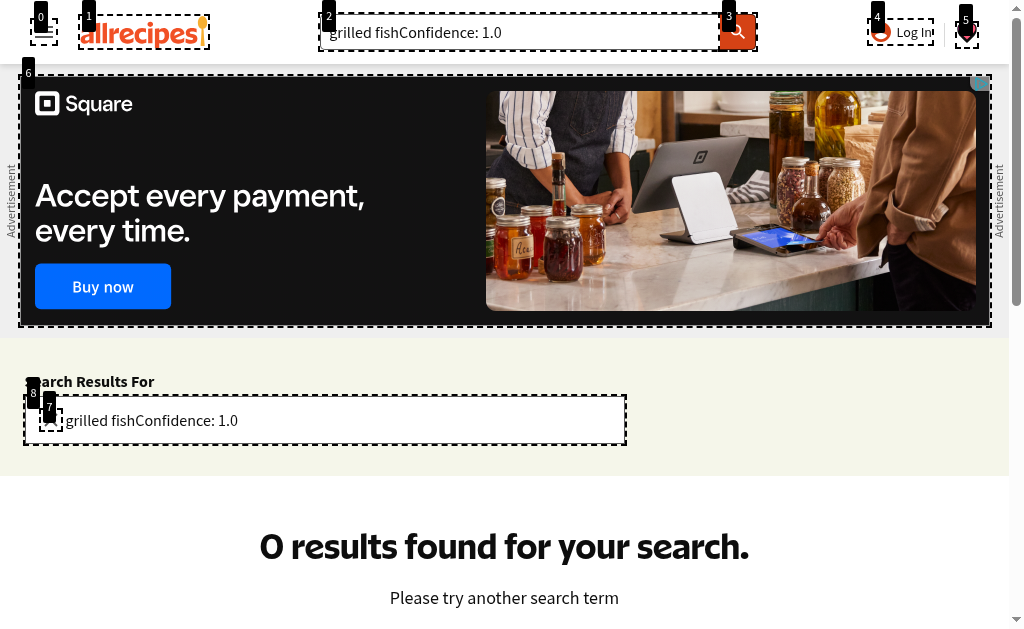 0
1
allrecipes
2
grilled fishConfidence: 1.0
3
4
Log In
5
6
Advertisement
Square
Accept every payment,
every time.
Buy now
Advertisement
Search Results For
8
7
grilled fishConfidence: 1.0
0 results found for your search.
Please try another search term